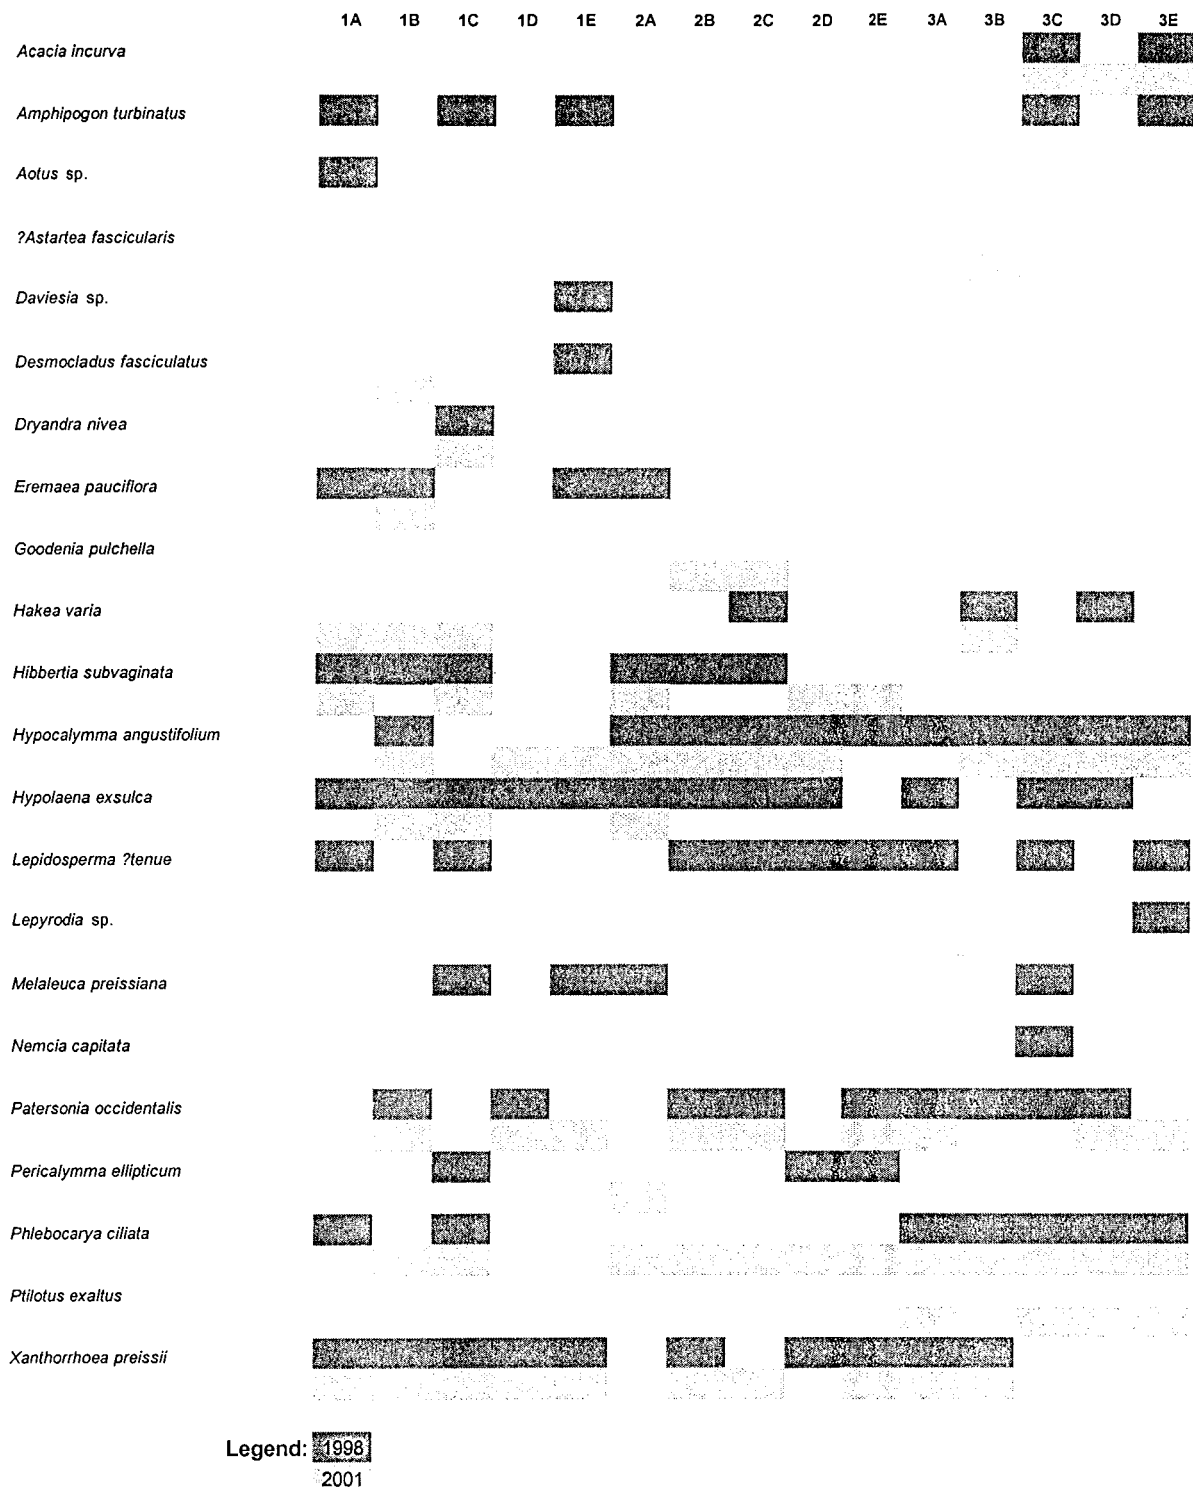 1A 1B 1C 1D 1E 2A 2B 2C 2D 2E 3A 3B 3C 3D 3E
Acacia incurva
Amphipogon turbinatus
Aotus sp.
?Astartea fascicularis
Daviesia sp.
Desmocladus fasciculatus
Dryandra nivea
Eremaea pauciflora
Goodenia pulchella
Hakea varia
Hibbertia subvaginata
Hypocalymma angustifolium
Hypolaena exsulca
Lepidosperma ?tenue
Lepyrodia sp.
Melaleuca preissiana
Nemcia capitata
Patersonia occidentalis
Pericalymma ellipticum
Phlebocarya ciliata
Ptilotus exaltus
Xanthorrhoea preissii
Legend: 1998
2001